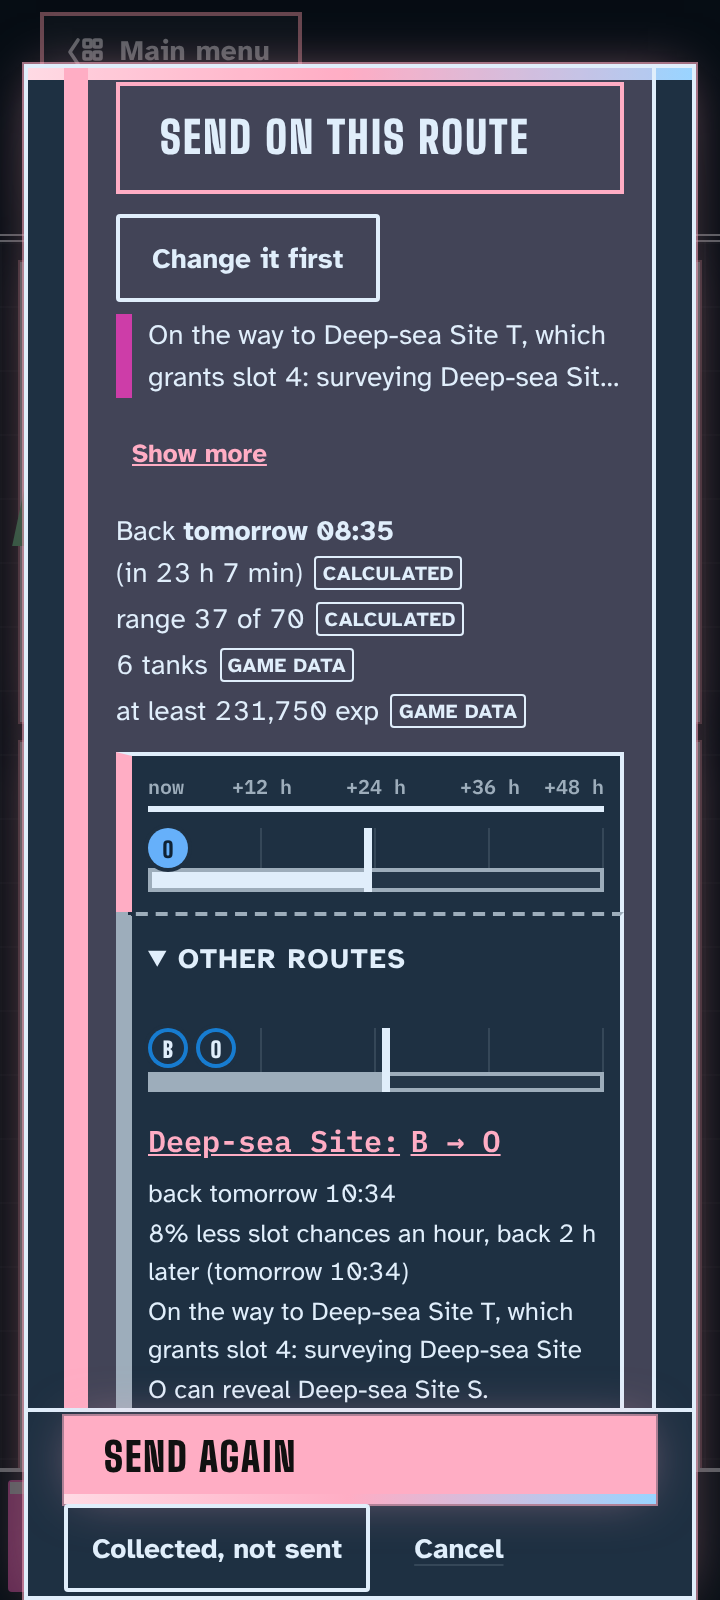 Main menu
SEND ON THIS ROUTE
Change it first
On the way to Deep-sea Site T, which
grants slot 4: surveying Deep-sea Sit...
Show more
Back tomorrow 08:35
(in 23 h 7 min) CALCULATED
range 37 of 70 CALCULATED
6 tanks GAME DATA
at least 231,750 exp GAME DATA
now +12 h +24 h +36 h +48 h
O
▼ OTHER ROUTES
B O
Deep-sea Site: B → O
back tomorrow 10:34
8% less slot chances an hour, back 2 h
later (tomorrow 10:34)
On the way to Deep-sea Site T, which
grants slot 4: surveying Deep-sea Site
O can reveal Deep-sea Site S.
SEND AGAIN
Collected, not sent Cancel